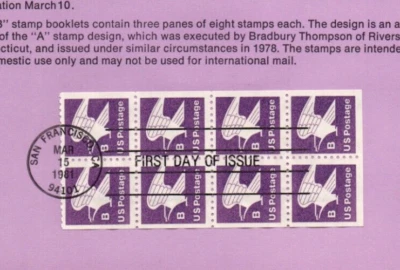 ation March 10.
B" stamp booklets contain three panes of eight stamps each. The design is an a
of the "A" stamp design, which was executed by Bradbury Thompson of Rivers
cticut, and issued under similar circumstances in 1978. The stamps are intende
omestic use only and may not be used for international mail.
B US Postage
B US Postage
B US Postage
B US Postage
SAN FRANCISCO, CA
MAR
15
1981
94101
FIRST DAY OF ISSUE
B US Postage
B US Postage
B US Postage
B US Postage